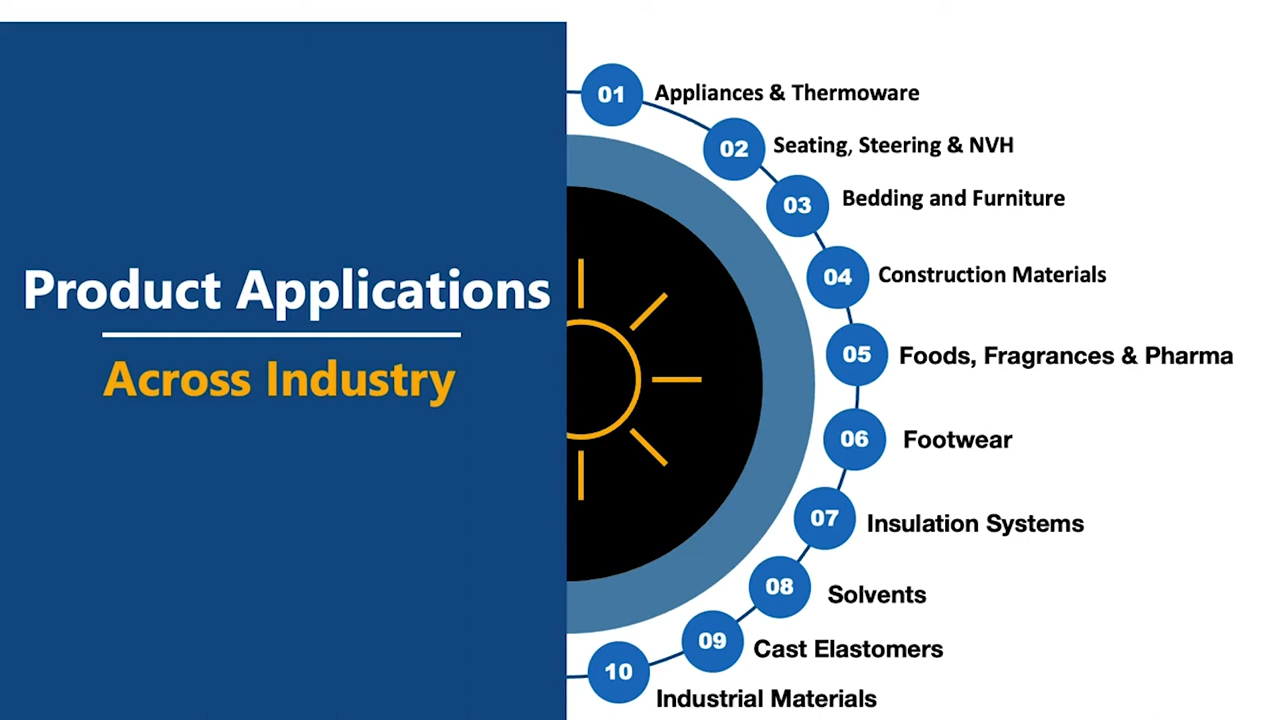 Product Applications
Across Industry
01 Appliances & Thermoware
02 Seating, Steering & NVH
03 Bedding and Furniture
04 Construction Materials
05 Foods, Fragrances & Pharma
06 Footwear
07 Insulation Systems
08 Solvents
09 Cast Elastomers
10 Industrial Materials